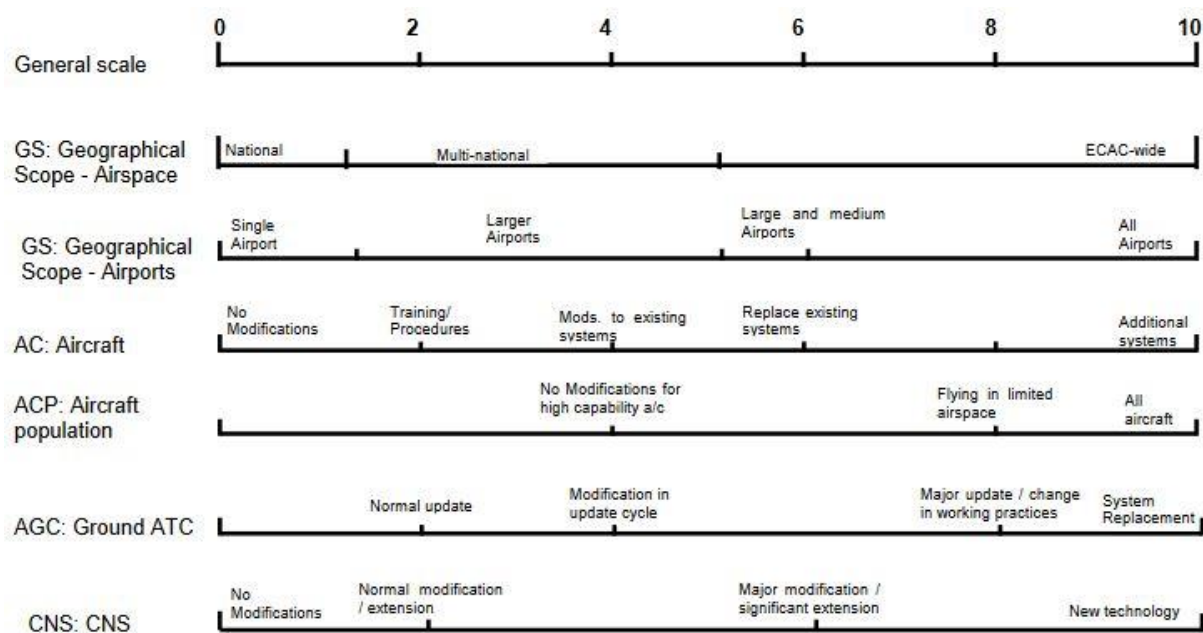 0 2 4 6 8 10
General scale
GS: Geographical
Scope - Airspace
National
Multi-national
ECAC-wide
GS: Geographical
Scope - Airports
Single
Airport
Larger
Airports
Large and medium
Airports
All
Airports
AC: Aircraft
No
Modifications
Training/
Procedures
Mods. to existing
systems
Replace existing
systems
Additional
systems
ACP: Aircraft
population
No Modifications for
high capability a/c
Flying in limited
airspace
All
aircraft
AGC: Ground ATC
Normal update
Modification in
update cycle
Major update / change
in working practices
System
Replacement
CNS: CNS
No
Modifications
Normal modification
/ extension
Major modification /
significant extension
New technology